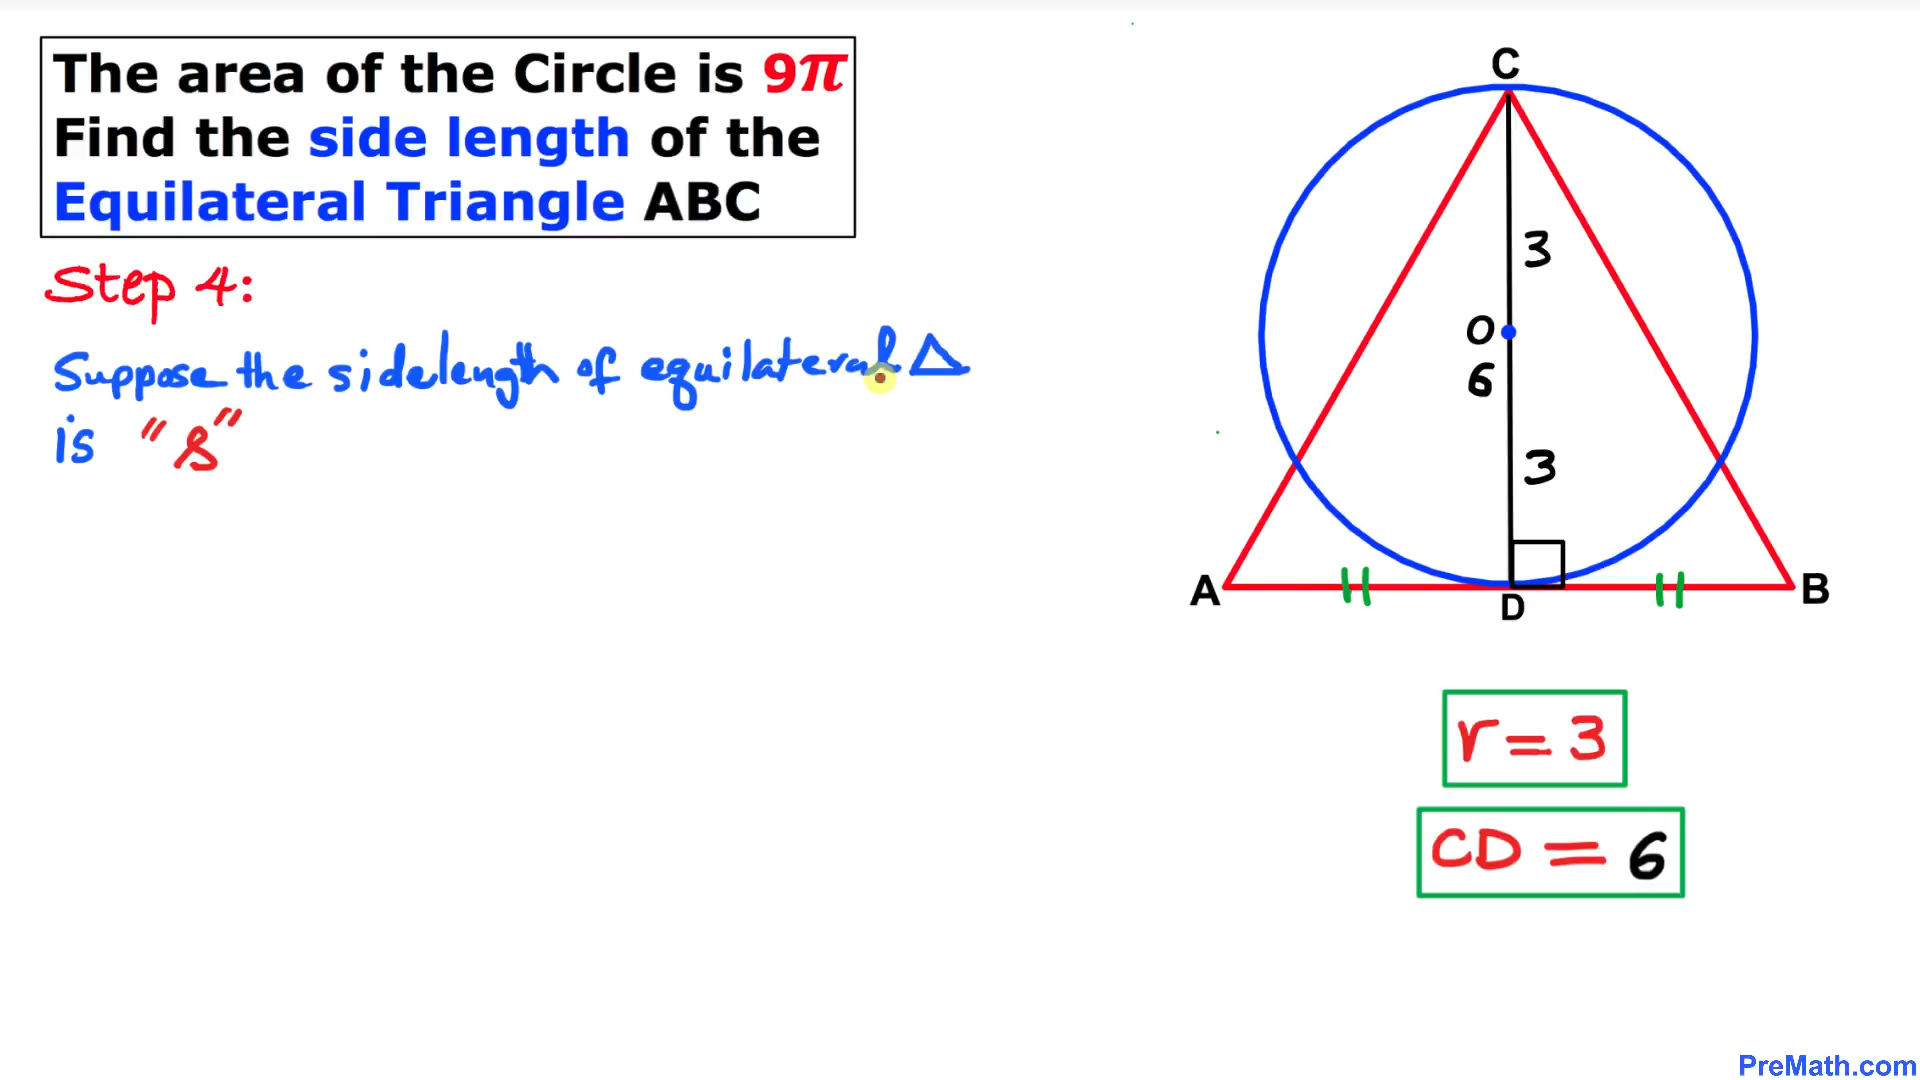 The area of the Circle is 9π
Find the side length of the
Equilateral Triangle ABC
Step 4:
Suppose the sidelength of equilateral Δ
is "s"
C
3
O
6
3
A
D
B
r = 3
CD = 6
PreMath.com